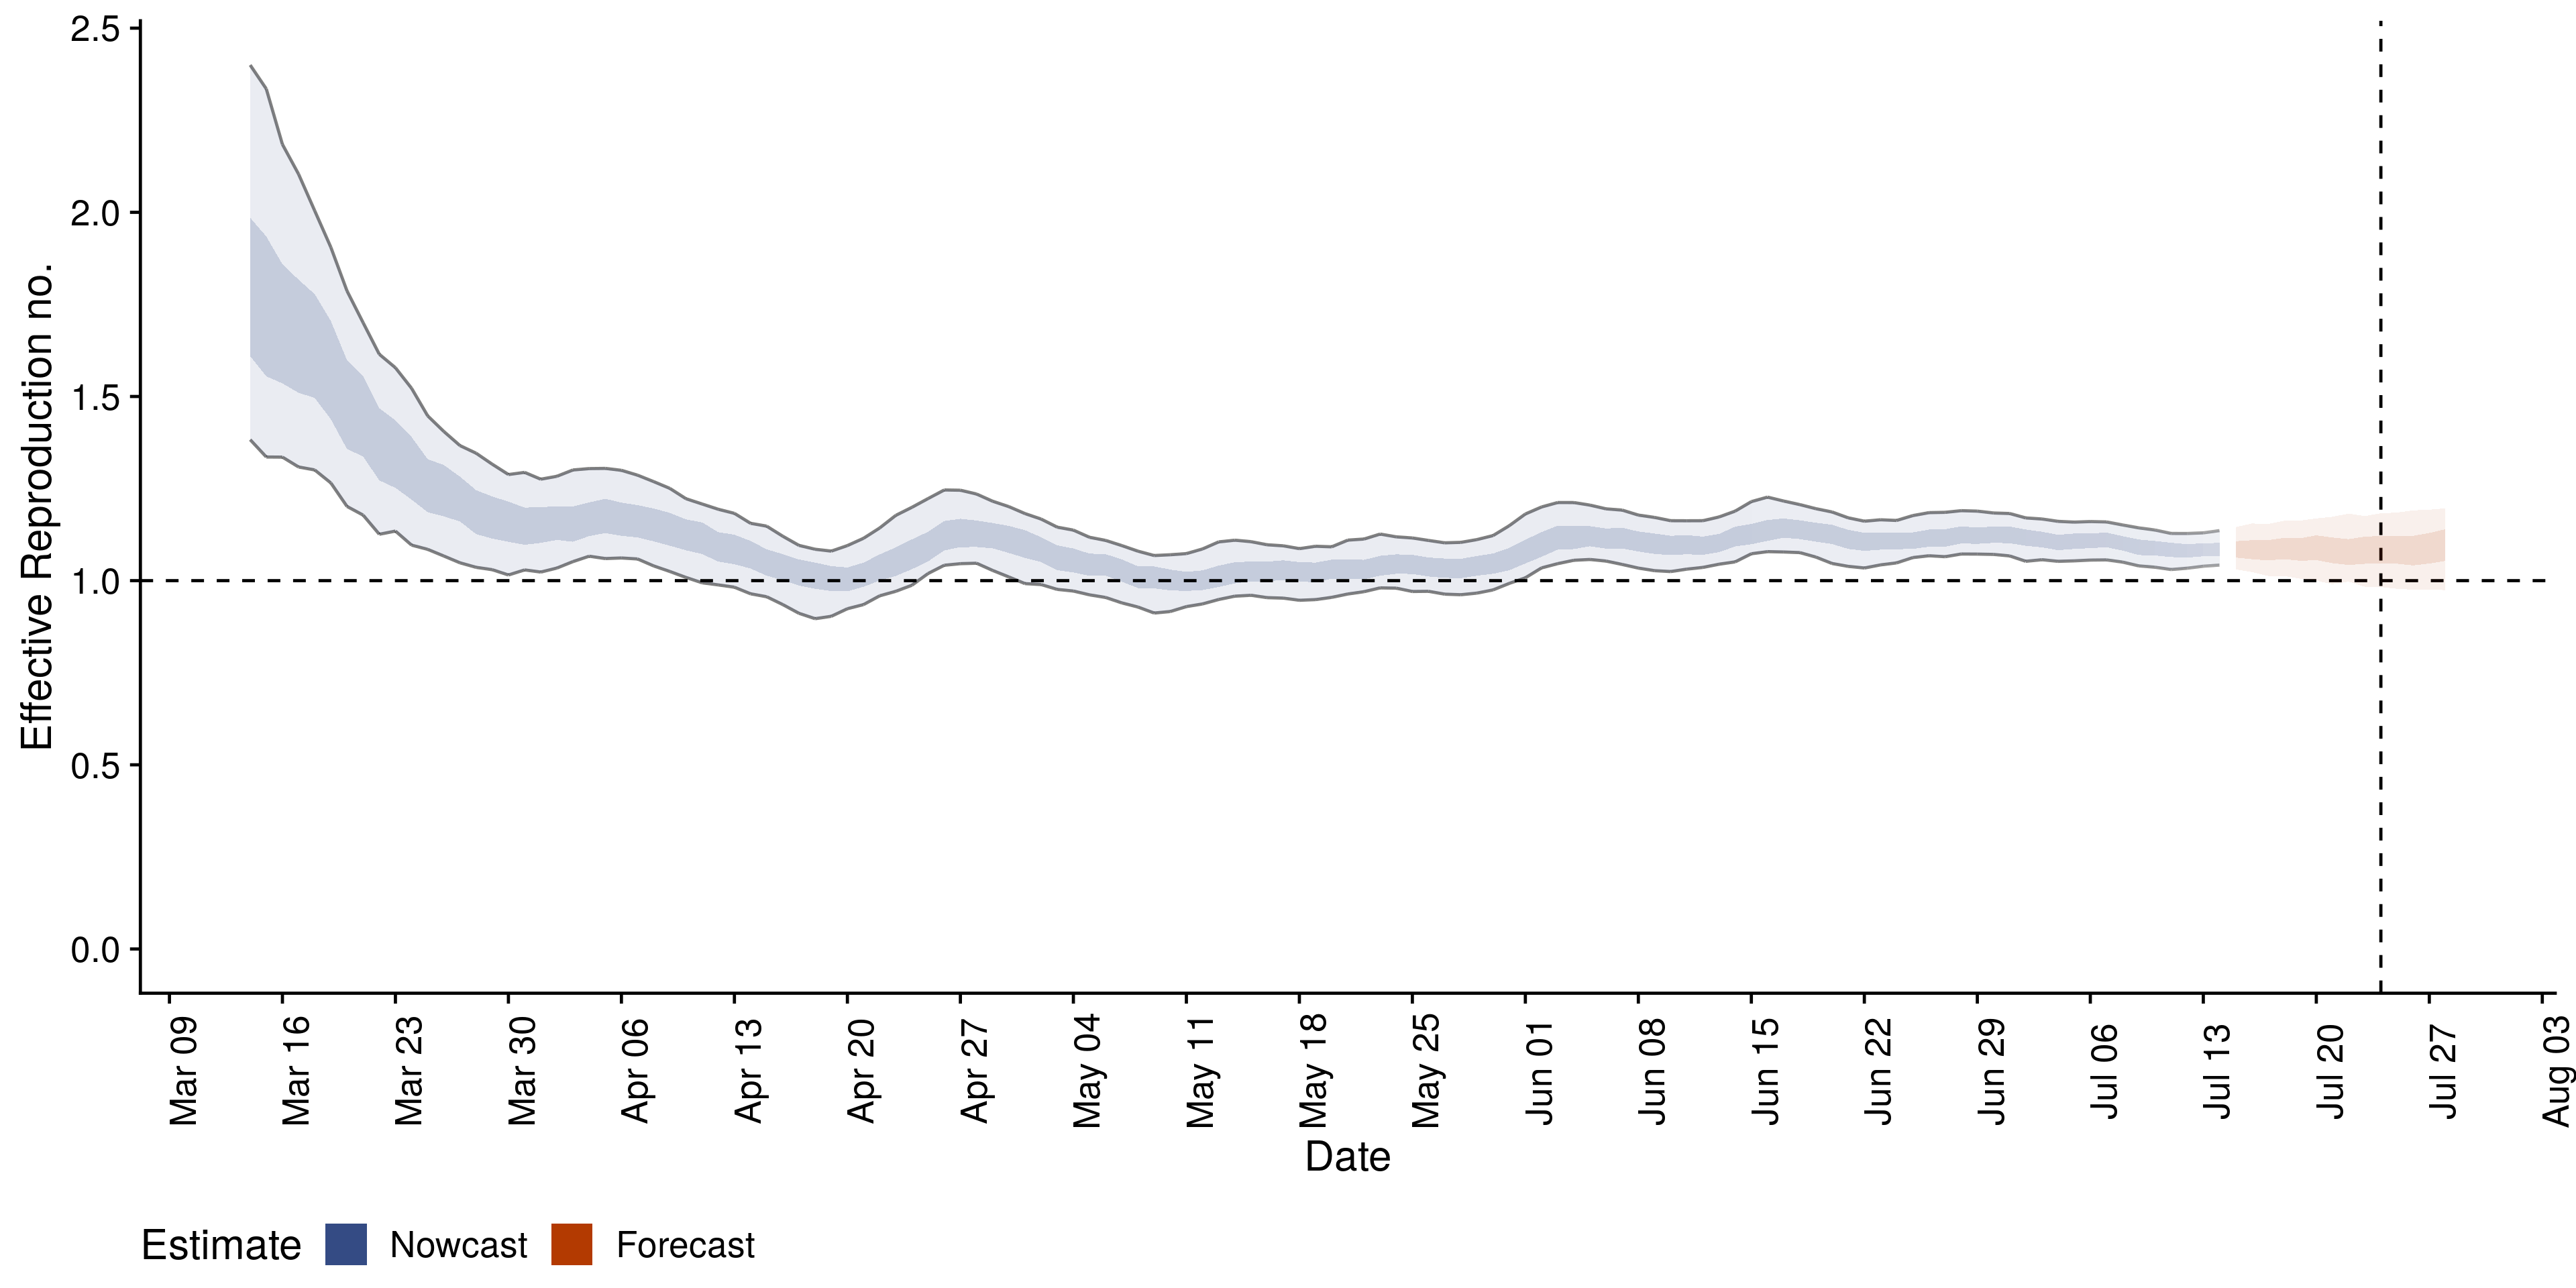 Effective Reproduction no.
2.5
2.0
1.5
1.0
0.5
0.0
Mar 09
Mar 16
Mar 23
Mar 30
Apr 06
Apr 13
Apr 20
Apr 27
May 04
May 11
May 18
May 25
Jun 01
Jun 08
Jun 15
Jun 22
Jun 29
Jul 06
Jul 13
Jul 20
Jul 27
Aug 03
Date
Estimate Nowcast Forecast